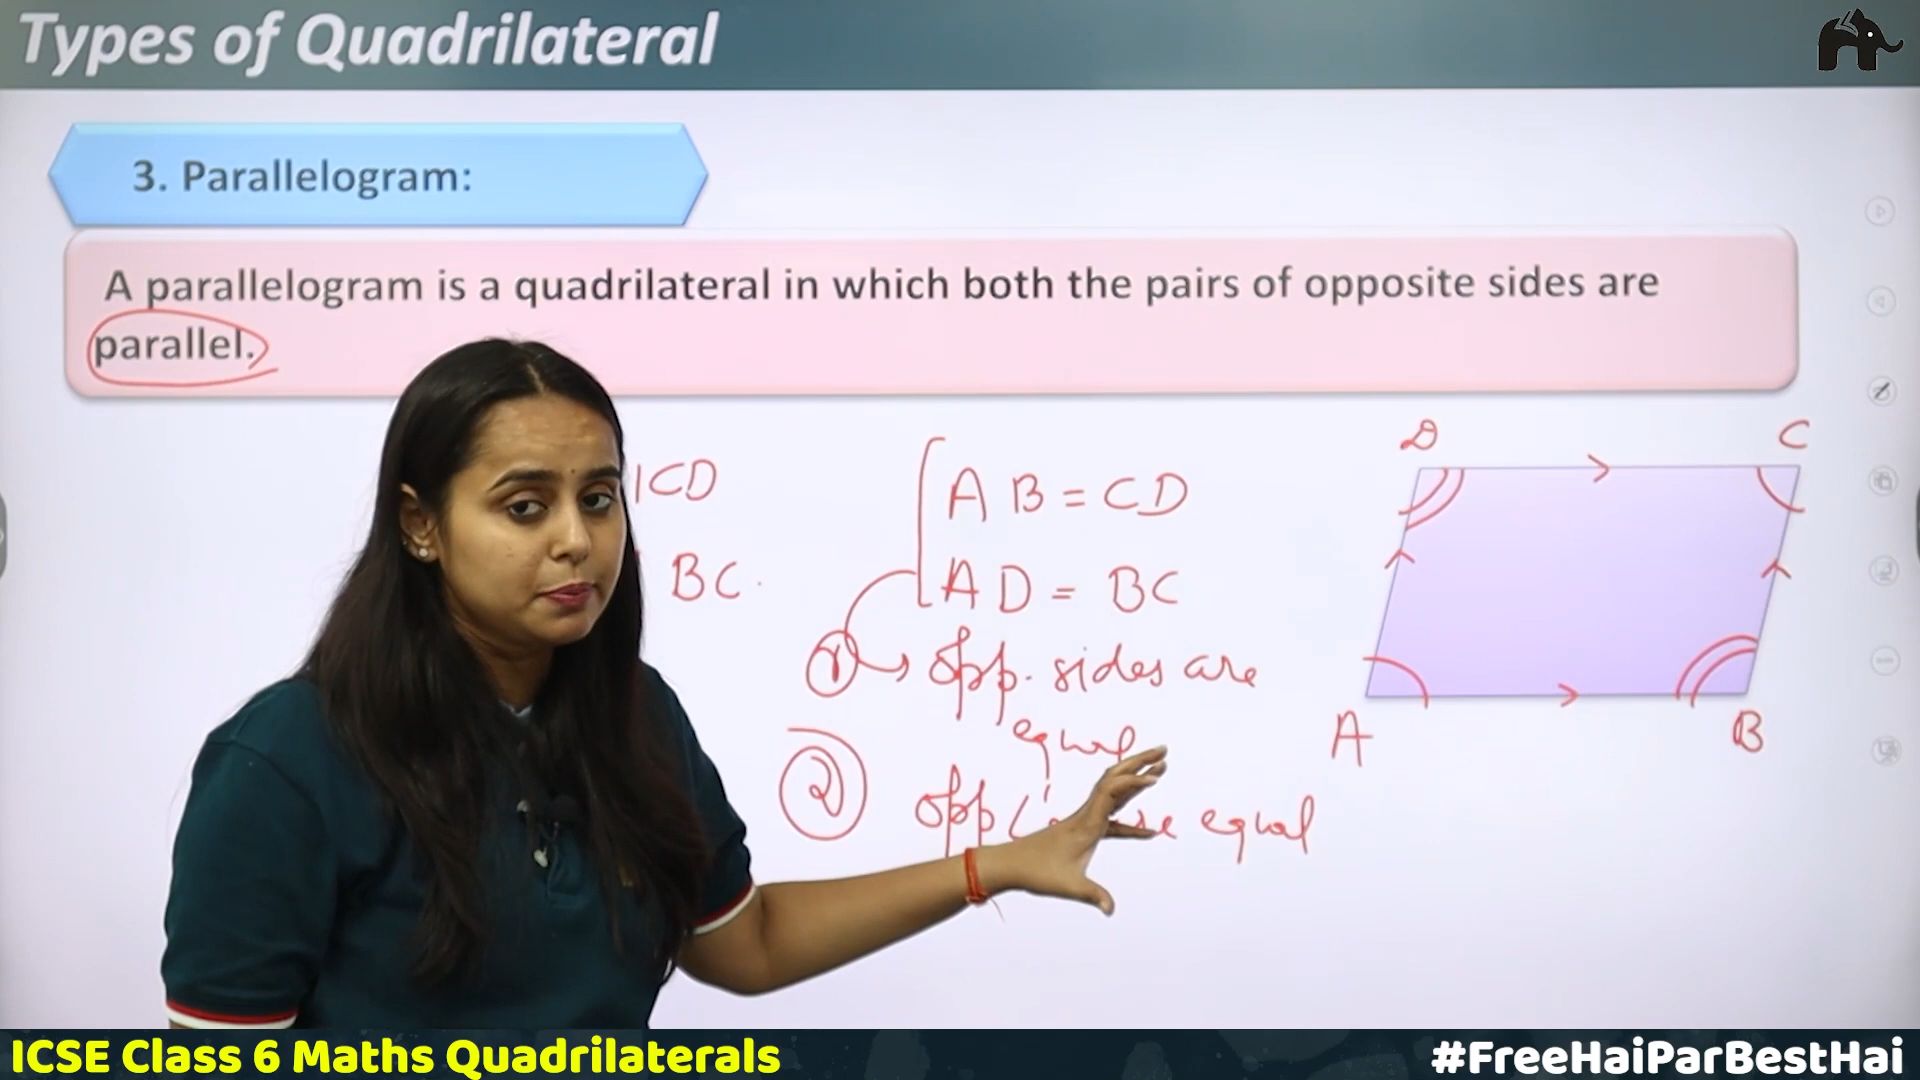 Types of Quadrilateral
3. Parallelogram:
A parallelogram is a quadrilateral in which both the pairs of opposite sides are
parallel.
CD
BC.
AB = CD
AD = BC
① → opp. sides are
equal
② opp equal
D
C
A
B
ICSE Class 6 Maths Quadrilaterals
#FreeHaiParBestHai